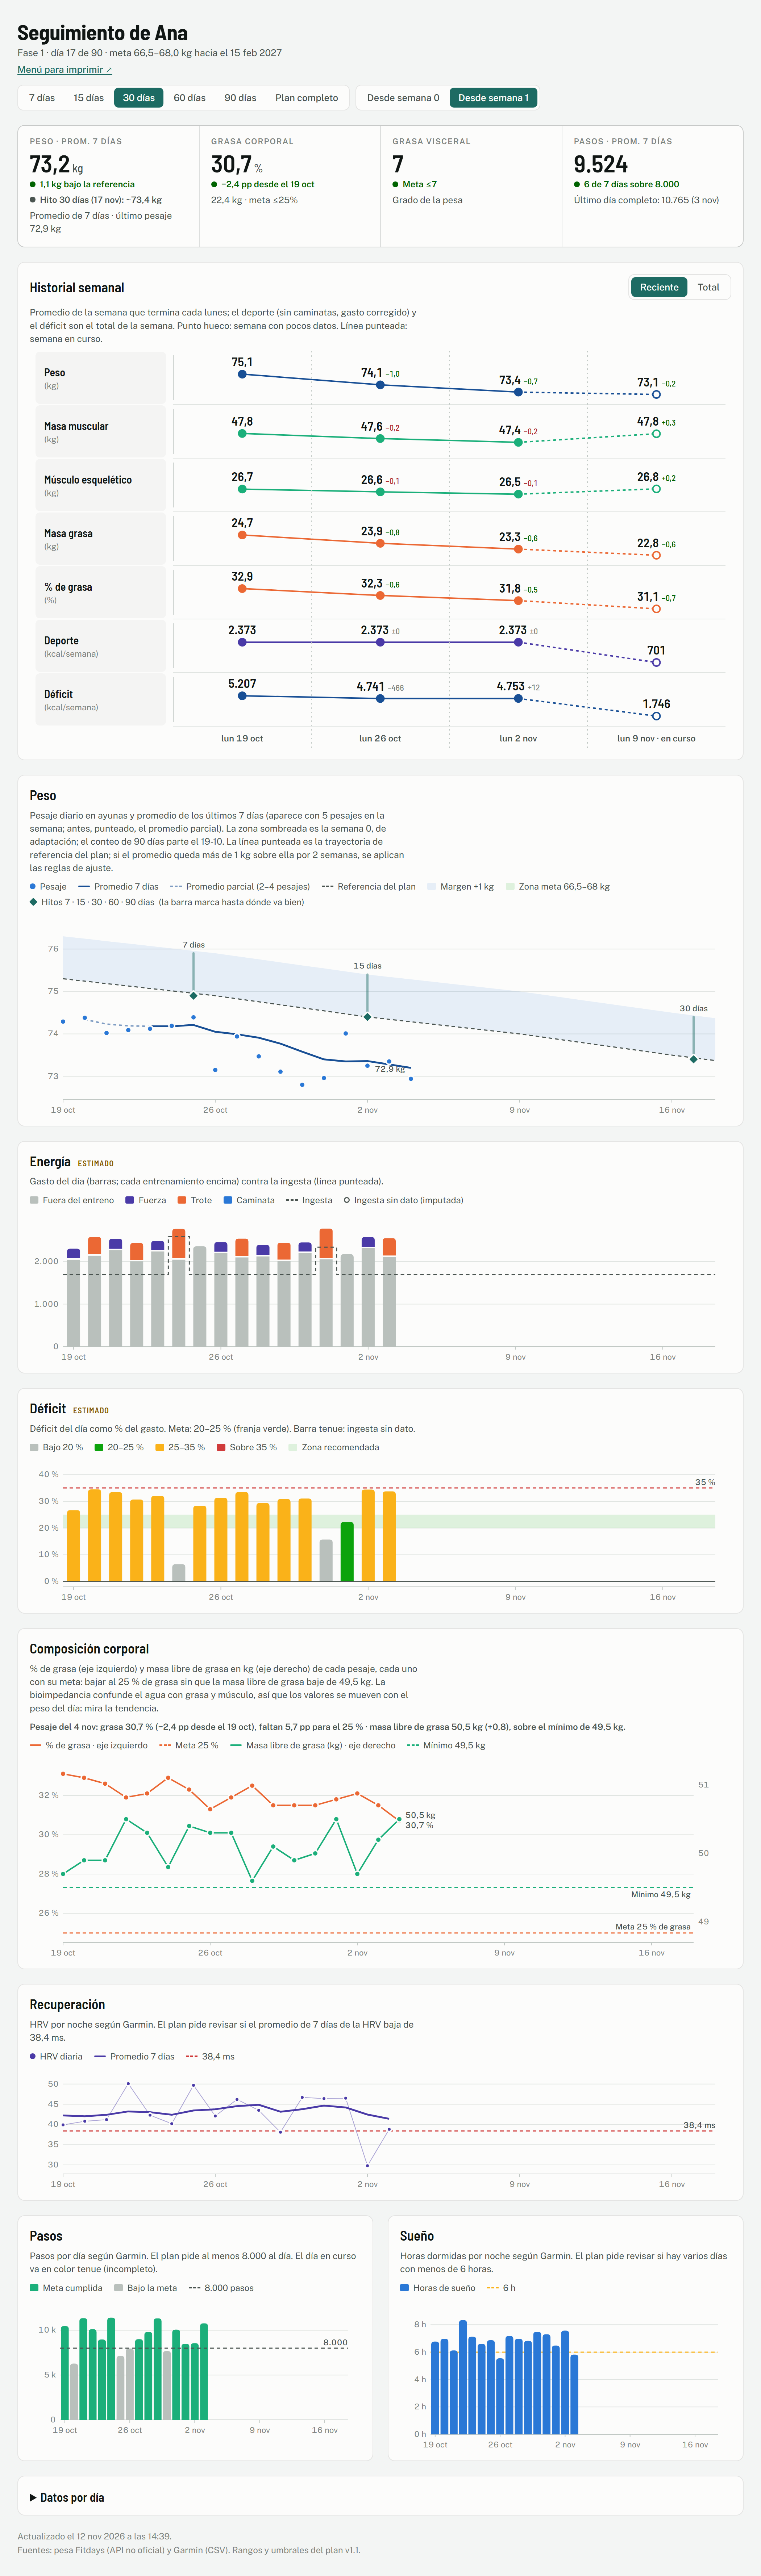 Seguimiento de Ana
Fase 1 · día 17 de 90 · meta 66,5–68,0 kg hacia el 15 feb 2027
Menú para imprimir ↗
7 días 15 días 30 días 60 días 90 días Plan completo Desde semana 0 Desde semana 1
PESO · PROM. 7 DÍAS
73,2 kg
1,1 kg bajo la referencia
Hito 30 días (17 nov): ~73,4 kg
Promedio de 7 días · último pesaje
72,9 kg
GRASA CORPORAL
30,7 %
−2,4 pp desde el 19 oct
22,4 kg · meta ≤25%
GRASA VISCERAL
7
Meta ≤7
Grado de la pesa
PASOS · PROM. 7 DÍAS
9.524
6 de 7 días sobre 8.000
Último día completo: 10.765 (3 nov)
Historial semanal
Reciente Total
Promedio de la semana que termina cada lunes; el deporte (sin caminatas, gasto corregido) y
el déficit son el total de la semana. Punto hueco: semana con pocos datos. Línea punteada:
semana en curso.
Peso
(kg)
75,1 74,1 −1,0 73,4 −0,7 73,1 −0,2
Masa muscular
(kg)
47,8 47,6 −0,2 47,4 −0,2 47,8 +0,3
Músculo esquelético
(kg)
26,7 26,6 −0,1 26,5 −0,1 26,8 +0,2
Masa grasa
(kg)
24,7 23,9 −0,8 23,3 −0,6 22,8 −0,6
% de grasa
(%)
32,9 32,3 −0,6 31,8 −0,5 31,1 −0,7
Deporte
(kcal/semana)
2.373 2.373 ±0 2.373 ±0 701
Déficit
(kcal/semana)
5.207 4.741 −466 4.753 +12 1.746
lun 19 oct lun 26 oct lun 2 nov lun 9 nov · en curso
Peso
Pesaje diario en ayunas y promedio de los últimos 7 días (aparece con 5 pesajes en la
semana; antes, punteado, el promedio parcial). La zona sombreada es la semana 0, de
adaptación; el conteo de 90 días parte el 19-10. La línea punteada es la trayectoria de
referencia del plan; si el promedio queda más de 1 kg sobre ella por 2 semanas, se aplican
las reglas de ajuste.
Pesaje Promedio 7 días Promedio parcial (2–4 pesajes) Referencia del plan Margen +1 kg Zona meta 66,5–68 kg
Hitos 7 · 15 · 30 · 60 · 90 días (la barra marca hasta dónde va bien)
76
75
74
73
7 días
15 días
30 días
72,9 kg
19 oct 26 oct 2 nov 9 nov 16 nov
Energía ESTIMADO
Gasto del día (barras; cada entrenamiento encima) contra la ingesta (línea punteada).
Fuera del entreno Fuerza Trote Caminata Ingesta Ingesta sin dato (imputada)
2.000
1.000
0
19 oct 26 oct 2 nov 9 nov 16 nov
Déficit ESTIMADO
Déficit del día como % del gasto. Meta: 20–25 % (franja verde). Barra tenue: ingesta sin dato.
Bajo 20 % 20–25 % 25–35 % Sobre 35 % Zona recomendada
40 %
30 %
20 %
10 %
0 %
35 %
19 oct 26 oct 2 nov 9 nov 16 nov
Composición corporal
% de grasa (eje izquierdo) y masa libre de grasa en kg (eje derecho) de cada pesaje, cada uno
con su meta: bajar al 25 % de grasa sin que la masa libre de grasa baje de 49,5 kg. La
bioimpedancia confunde el agua con grasa y músculo, así que los valores se mueven con el
peso del día: mira la tendencia.
Pesaje del 4 nov: grasa 30,7 % (−2,4 pp desde el 19 oct), faltan 5,7 pp para el 25 % · masa libre de grasa 50,5 kg (+0,8), sobre el mínimo de 49,5 kg.
% de grasa · eje izquierdo Meta 25 % Masa libre de grasa (kg) · eje derecho Mínimo 49,5 kg
32 %
30 %
28 %
26 %
51
50
49
50,5 kg
30,7 %
Mínimo 49,5 kg
Meta 25 % de grasa
19 oct 26 oct 2 nov 9 nov 16 nov
Recuperación
HRV por noche según Garmin. El plan pide revisar si el promedio de 7 días de la HRV baja de
38,4 ms.
HRV diaria Promedio 7 días 38,4 ms
50
45
40
35
30
38,4 ms
19 oct 26 oct 2 nov 9 nov 16 nov
Pasos
Pasos por día según Garmin. El plan pide al menos 8.000 al día. El día en curso
va en color tenue (incompleto).
Meta cumplida Bajo la meta 8.000 pasos
10 k
5 k
0
8.000
19 oct 26 oct 2 nov 9 nov 16 nov
Sueño
Horas dormidas por noche según Garmin. El plan pide revisar si hay varios días
con menos de 6 horas.
Horas de sueño 6 h
8 h
6 h
4 h
2 h
0 h
19 oct 26 oct 2 nov 9 nov 16 nov
Datos por día
Actualizado el 12 nov 2026 a las 14:39.
Fuentes: pesa Fitdays (API no oficial) y Garmin (CSV). Rangos y umbrales del plan v1.1.